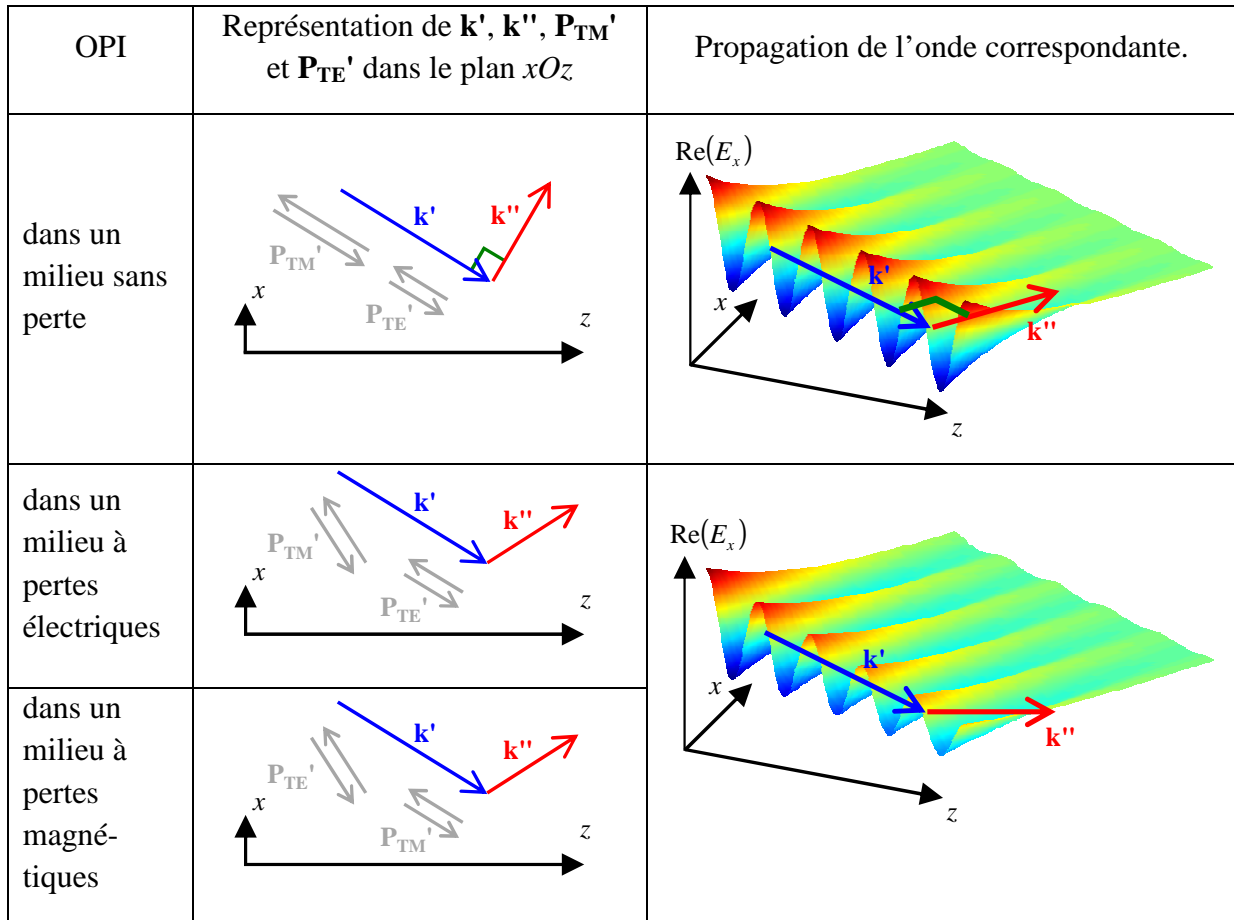 OPI
Représentation de k', k'', P_TM'
et P_TE' dans le plan xOz
Propagation de l’onde correspondante.
dans un
milieu sans
perte
k'
k''
P_TM'
P_TE'
x
z
Re(E_x)
k'
k''
x
z
dans un
milieu à
pertes
électriques
k'
k''
P_TM'
P_TE'
x
z
Re(E_x)
k'
k''
x
z
dans un
milieu à
pertes
magné-
tiques
k'
k''
P_TE'
P_TM'
x
z